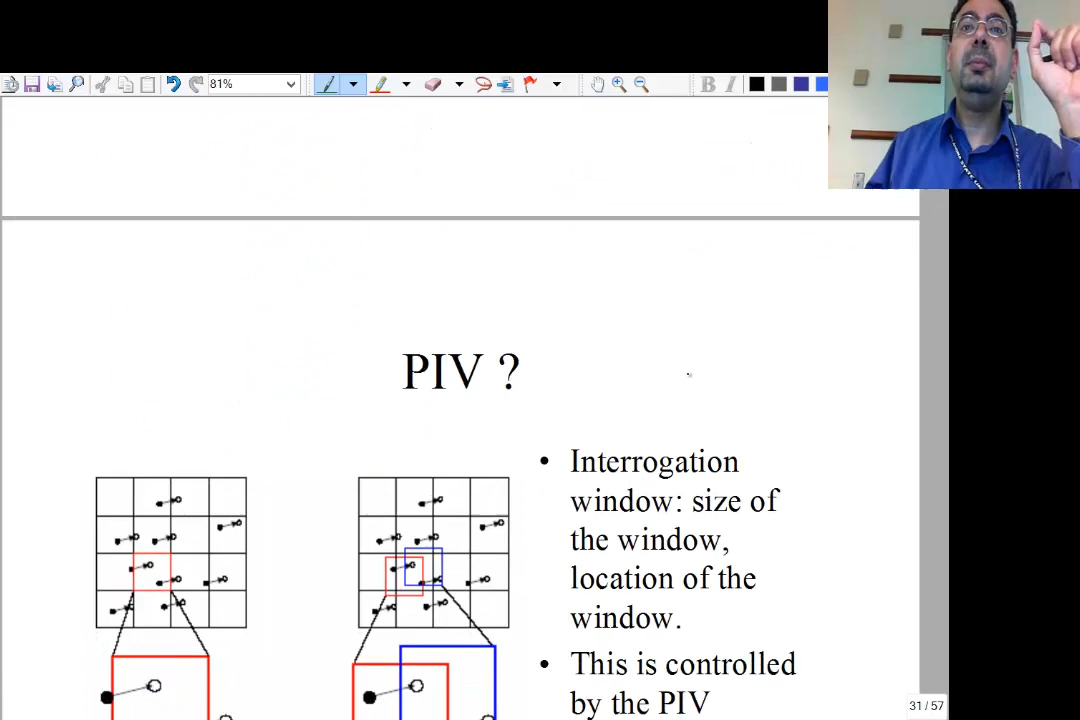 81%
B I
PIV ?
• Interrogation
window: size of
the window,
location of the
window.
• This is controlled
by the PIV
31 / 57